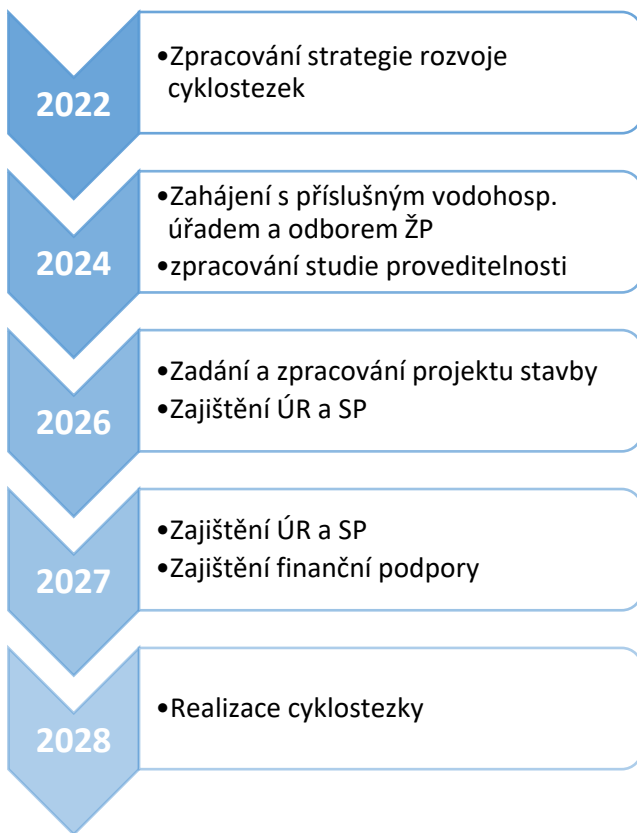 2022
•Zpracování strategie rozvoje
cyklostezek
2024
•Zahájení s příslušným vodohosp.
úřadem a odborem ŽP
•zpracování studie proveditelnosti
2026
•Zadání a zpracování projektu stavby
•Zajištění ÚR a SP
2027
•Zajištění ÚR a SP
•Zajištění finanční podpory
2028
•Realizace cyklostezky